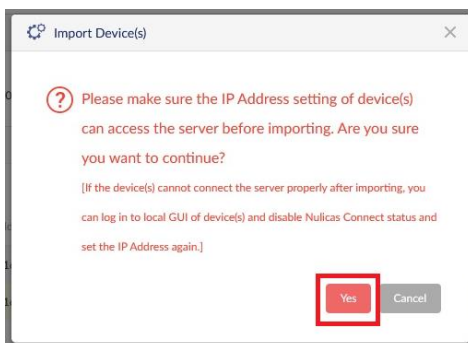 Import Device(s)
Please make sure the IP Address setting of device(s)
can access the server before importing. Are you sure
you want to continue?
[If the device(s) cannot connect the server properly after importing, you
can log in to local GUI of device(s) and disable Nulicas Connect status and
set the IP Address again.]
Yes Cancel